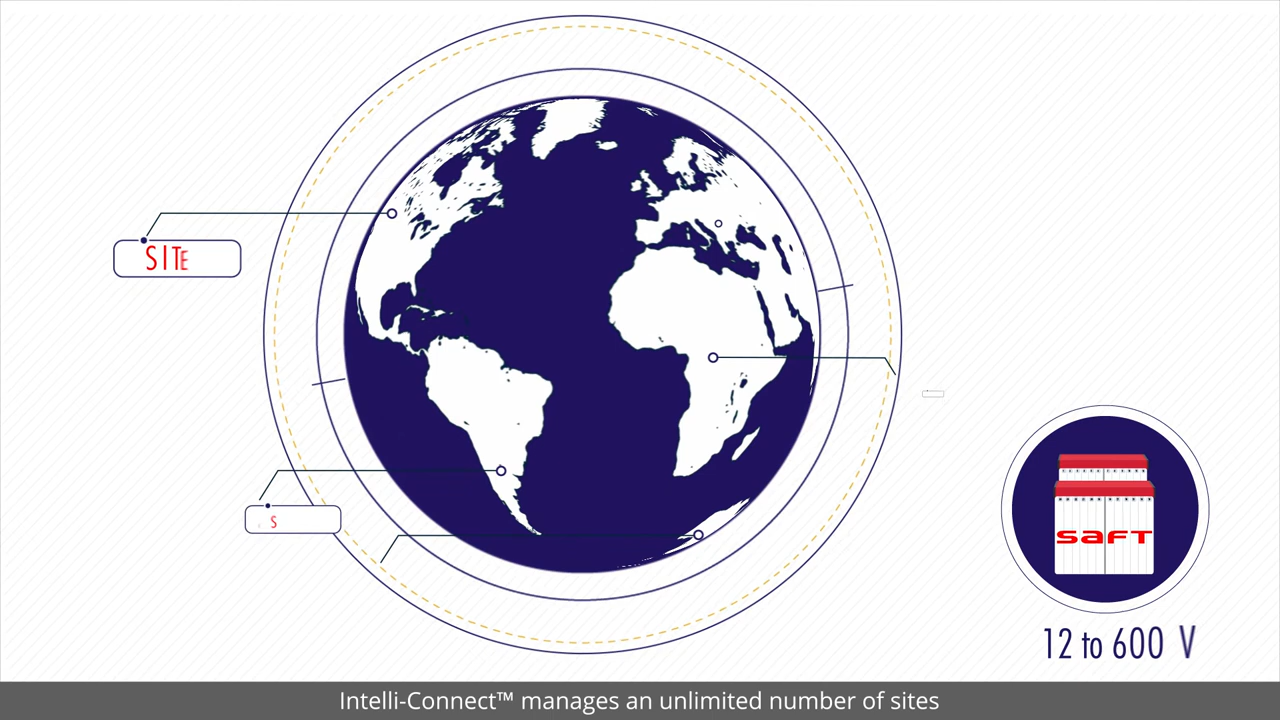 SITE
S
saft
12 to 600 V
Intelli-Connect™ manages an unlimited number of sites